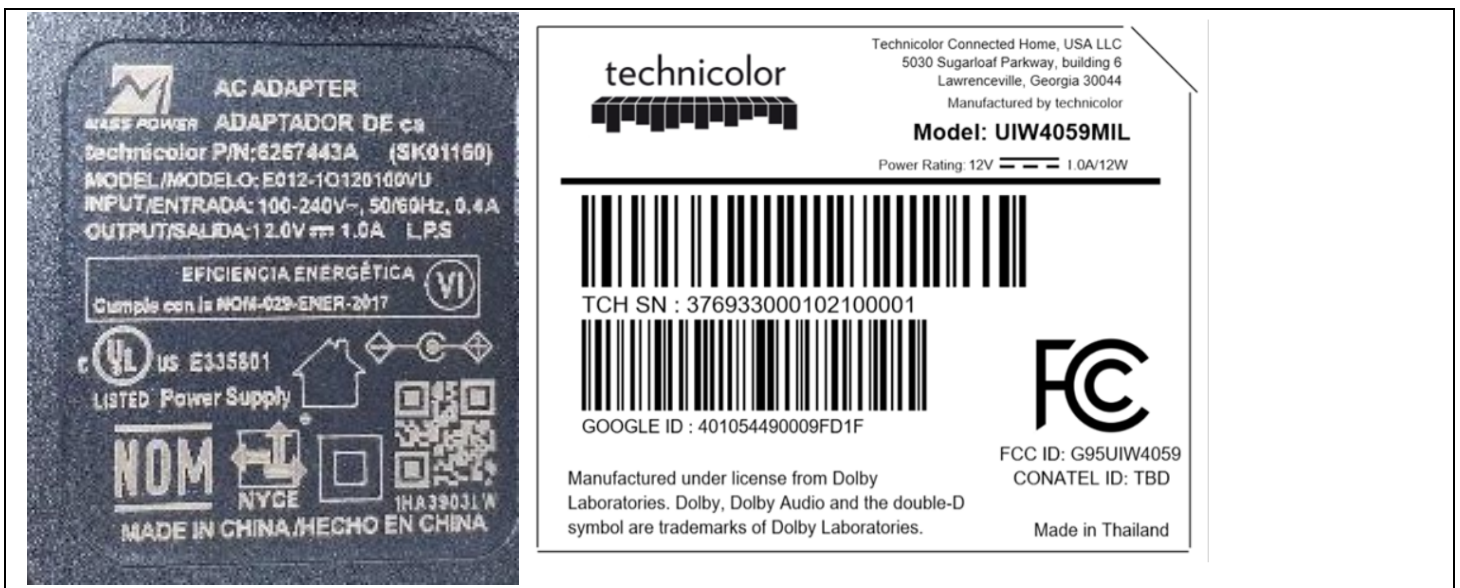 MASS POWER
AC ADAPTER
ADAPTADOR DE ca
technicolor P/N:6267443A (SK01160)
MODEL/MODELO: E012-1O120100VU
INPUT/ENTRADA: 100-240V~, 50/60Hz, 0.4A
OUTPUT/SALIDA:12.0V 1.0A L.P.S
EFICIENCIA ENERGÉTICA
Cumple con la NOM-029-ENER-2017
VI
c UL US E335801
LISTED Power Supply
NOM
NYCE
MADE IN CHINA/HECHO EN CHINA
technicolor
Technicolor Connected Home, USA LLC
5030 Sugarloaf Parkway, building 6
Lawrenceville, Georgia 30044
Manufactured by technicolor
Model: UIW4059MIL
Power Rating: 12V 1.0A/12W
TCH SN : 376933000102100001
GOOGLE ID : 401054490009FD1F
FC
FCC ID: G95UIW4059
CONATEL ID: TBD
Manufactured under license from Dolby
Laboratories. Dolby, Dolby Audio and the double-D
symbol are trademarks of Dolby Laboratories.
Made in Thailand